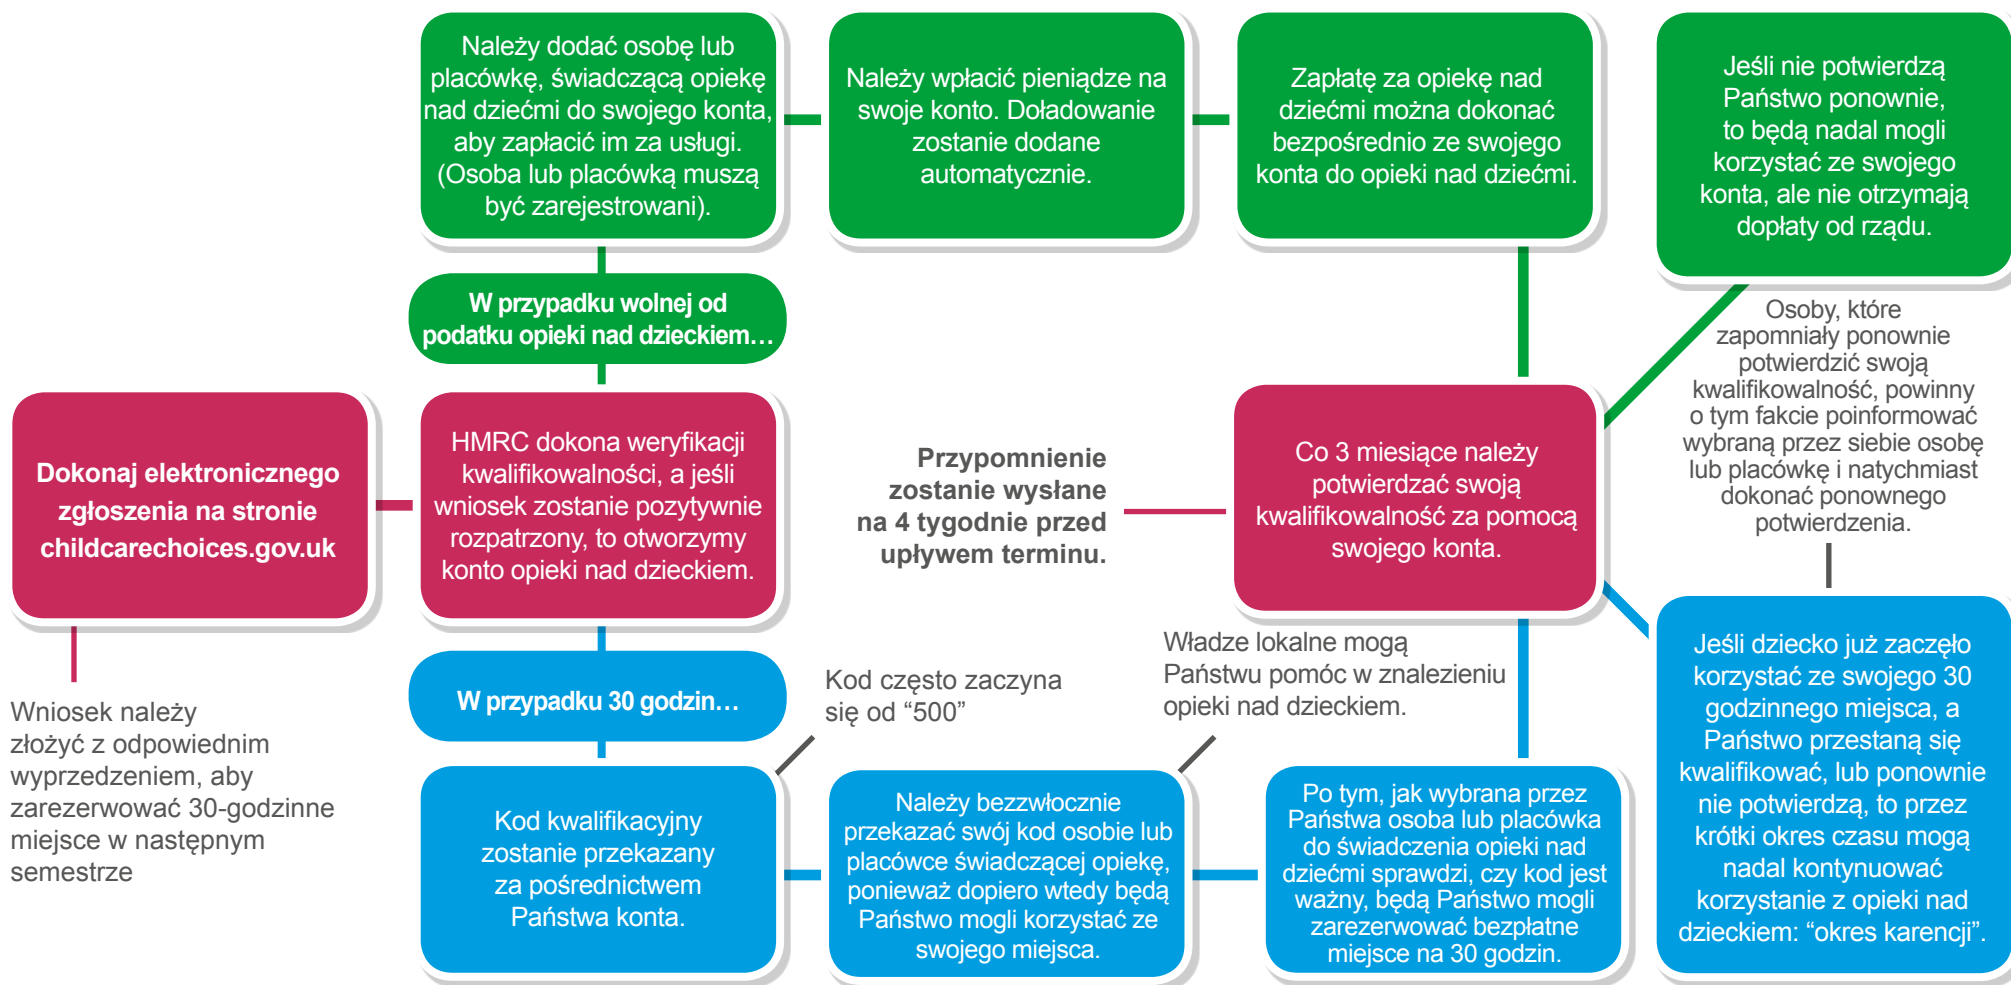 Należy dodać osobę lub
placówkę, świadczącą opiekę
nad dziećmi do swojego konta,
aby zapłacić im za usługi.
(Osoba lub placówką muszą
być zarejestrowani).
Należy wpłacić pieniądze na
swoje konto. Doładowanie
zostanie dodane
automatycznie.
Zapłatę za opiekę nad
dziećmi można dokonać
bezpośrednio ze swojego
konta do opieki nad dziećmi.
Jeśli nie potwierdzą
Państwo ponownie,
to będą nadal mogli
korzystać ze swojego
konta, ale nie otrzymają
dopłaty od rządu.
W przypadku wolnej od
podatku opieki nad dzieckiem…
Osoby, które
zapomniały ponownie
potwierdzić swoją
kwalifikowalność, powinny
o tym fakcie poinformować
wybraną przez siebie osobę
lub placówkę i natychmiast
dokonać ponownego
potwierdzenia.
Dokonaj elektronicznego
zgłoszenia na stronie
childcarechoices.gov.uk
HMRC dokona weryfikacji
kwalifikowalności, a jeśli
wniosek zostanie pozytywnie
rozpatrzony, to otworzymy
konto opieki nad dzieckiem.
Przypomnienie
zostanie wysłane
na 4 tygodnie przed
upływem terminu.
Co 3 miesiące należy
potwierdzać swoją
kwalifikowalność za pomocą
swojego konta.
Wniosek należy
złożyć z odpowiednim
wyprzedzeniem, aby
zarezerwować 30-godzinne
miejsce w następnym
semestrze
W przypadku 30 godzin…
Kod często zaczyna
się od “500”
Władze lokalne mogą
Państwu pomóc w znalezieniu
opieki nad dzieckiem.
Kod kwalifikacyjny
zostanie przekazany
za pośrednictwem
Państwa konta.
Należy bezzwłocznie
przekazać swój kod osobie lub
placówce świadczącej opiekę,
ponieważ dopiero wtedy będą
Państwo mogli korzystać ze
swojego miejsca.
Po tym, jak wybrana przez
Państwa osoba lub placówka
do świadczenia opieki nad
dziećmi sprawdzi, czy kod jest
ważny, będą Państwo mogli
zarezerwować bezpłatne
miejsce na 30 godzin.
Jeśli dziecko już zaczęło
korzystać ze swojego 30
godzinnego miejsca, a
Państwo przestaną się
kwalifikować, lub ponownie
nie potwierdzą, to przez
krótki okres czasu mogą
nadal kontynuować
korzystanie z opieki nad
dzieckiem: “okres karencji”.